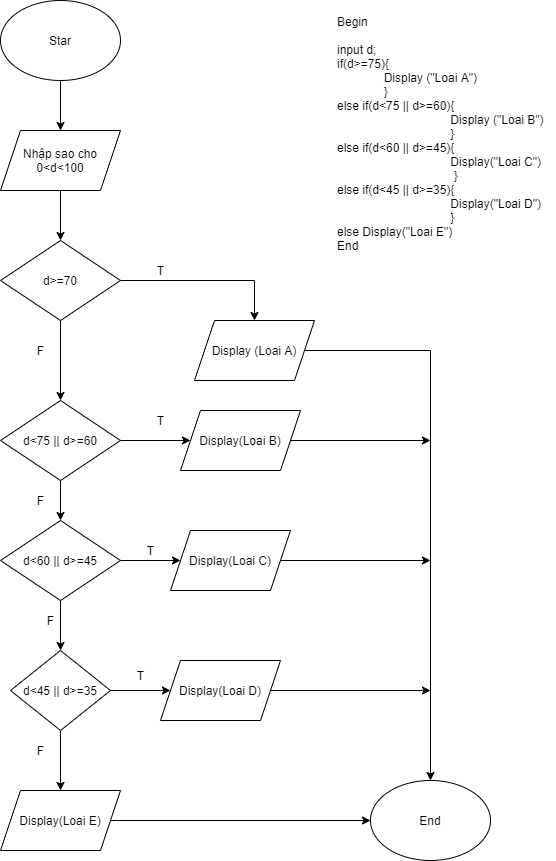 Star
Nhập sao cho
0<d<100
d>=70
T
Display (Loai A)
F
d<75 || d>=60
T
Display(Loai B)
F
d<60 || d>=45
T
Display(Loai C)
F
d<45 || d>=35
T
Display(Loai D)
F
Display(Loai E)
End
Begin
input d;
if(d>=75){
Display ("Loai A")
}
else if(d<75 || d>=60){
Display ("Loai B")
}
else if(d<60 || d>=45){
Display("Loai C")
}
else if(d<45 || d>=35){
Display("Loai D")
}
else Display("Loai E")
End